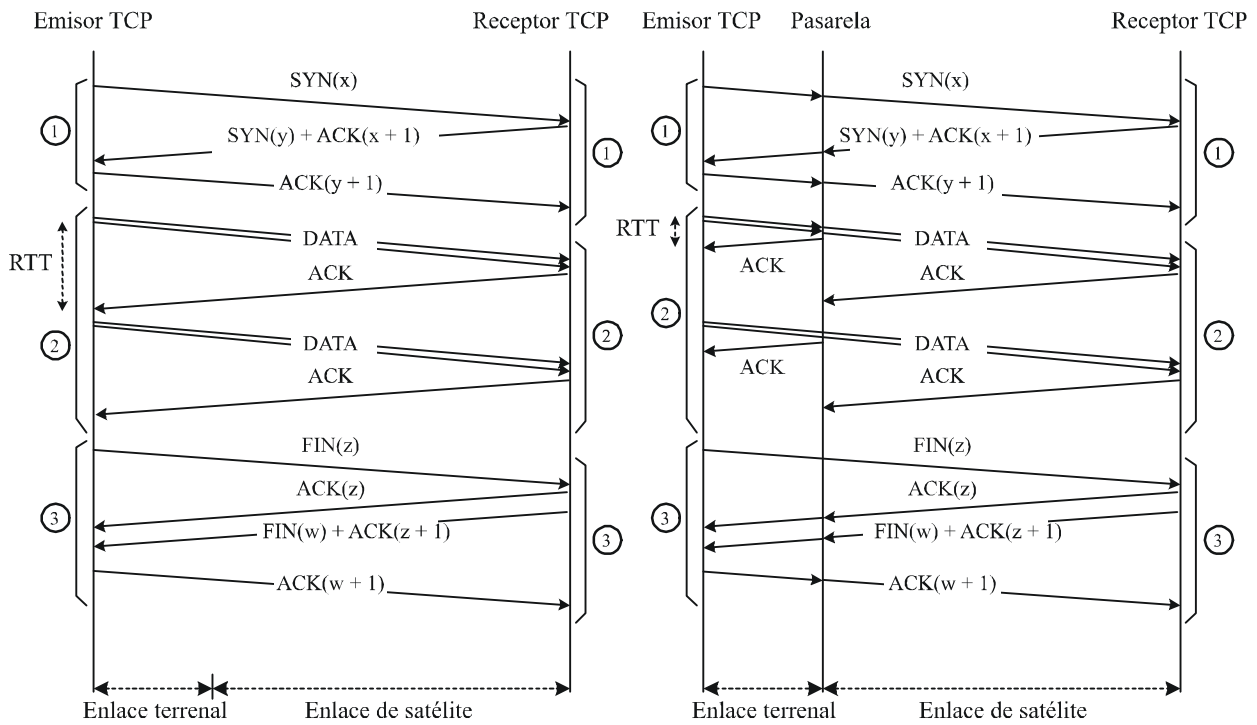 Emisor TCP
Receptor TCP
SYN(x)
1
SYN(y) + ACK(x + 1)
1
ACK(y + 1)
RTT
DATA
ACK
2
DATA
2
ACK
FIN(z)
ACK(z)
3
FIN(w) + ACK(z + 1)
3
ACK(w + 1)
Enlace terrenal
Enlace de satélite
Emisor TCP
Pasarela
Receptor TCP
SYN(x)
1
SYN(y) + ACK(x + 1)
1
ACK(y + 1)
RTT
DATA
ACK
ACK
2
DATA
2
ACK
ACK
FIN(z)
ACK(z)
3
FIN(w) + ACK(z + 1)
3
ACK(w + 1)
Enlace terrenal
Enlace de satélite